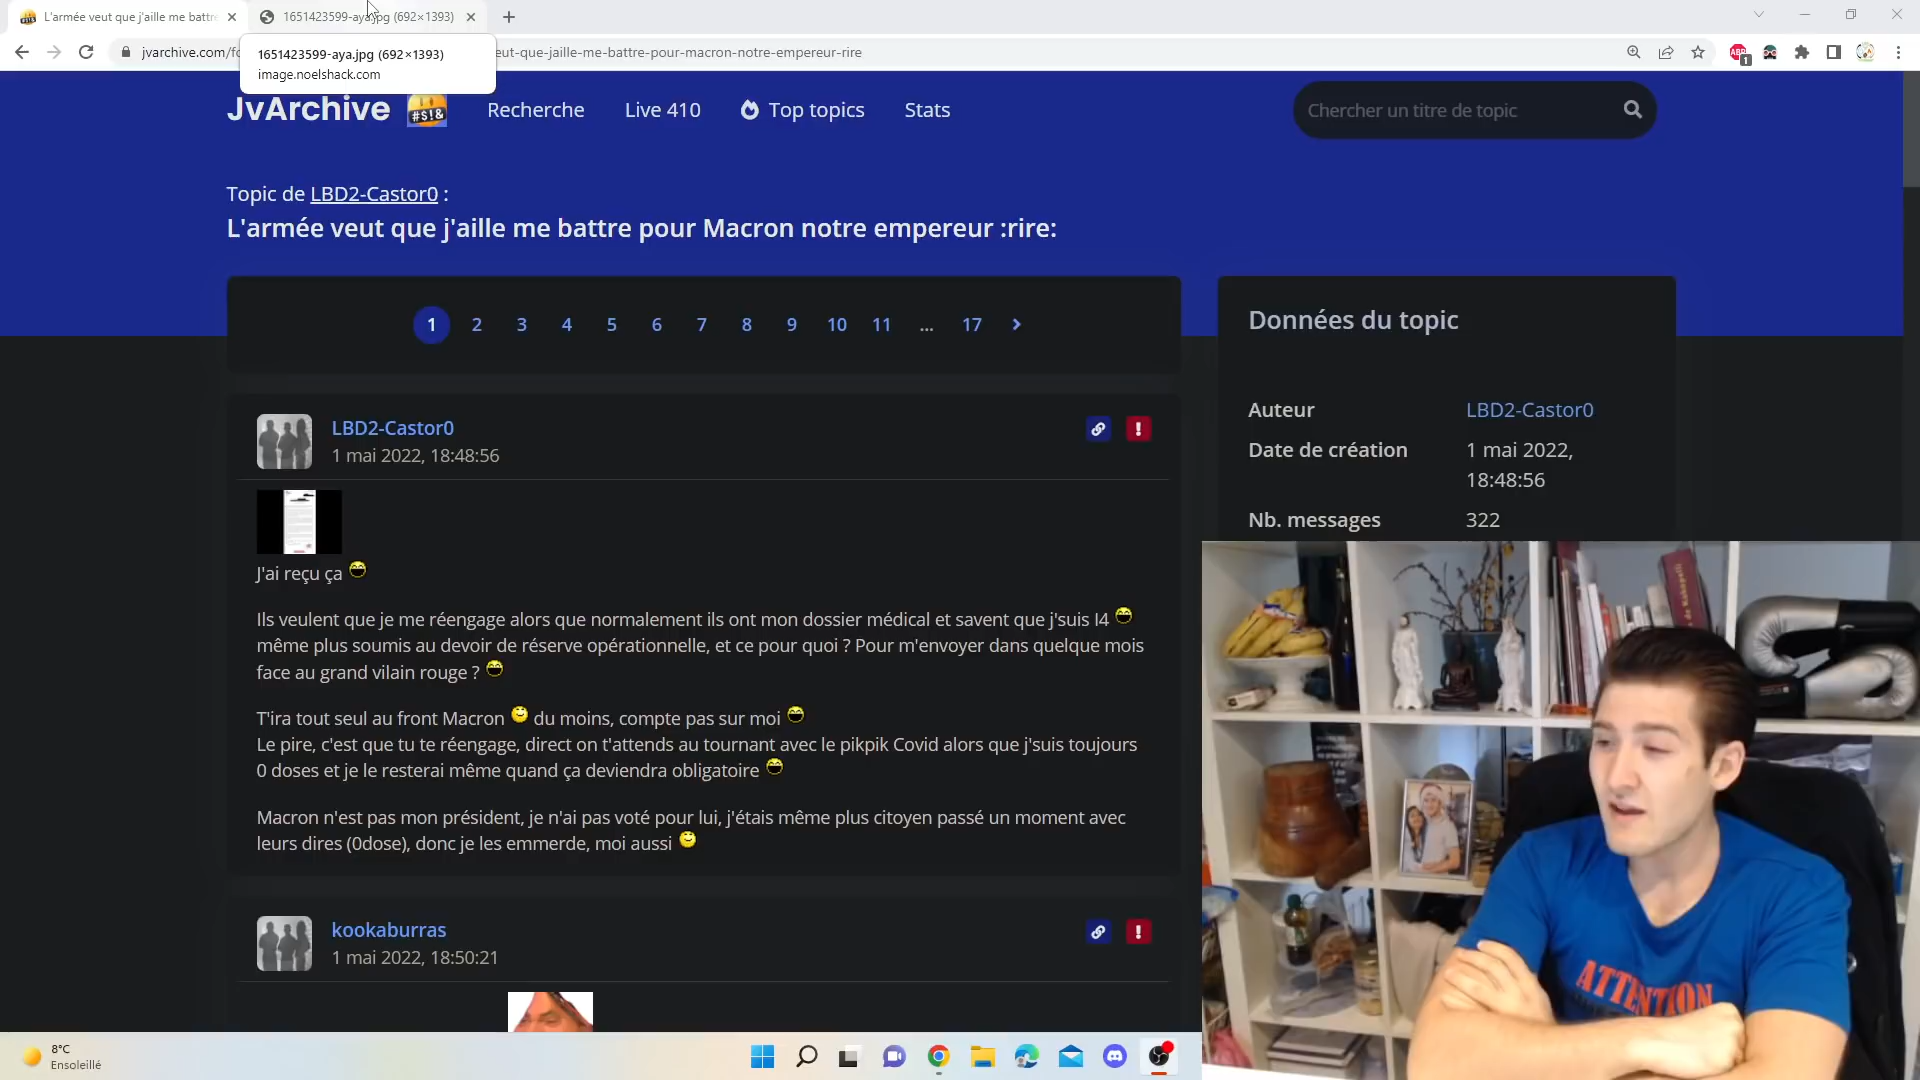 L'armée veut que j'aille me battre
1651423599-aya.jpg (692×1393)
jvarchive.com/fo
eut-que-jaille-me-battre-pour-macron-notre-empereur-rire
1651423599-aya.jpg (692×1393)
image.noelshack.com
JvArchive
#$!&
Recherche
Live 410
Top topics
Stats
Chercher un titre de topic
Topic de LBD2-Castor0 :
L'armée veut que j'aille me battre pour Macron notre empereur :rire:
1 2 3 4 5 6 7 8 9 10 11 ... 17
Données du topic
Auteur LBD2-Castor0
Date de création 1 mai 2022,
18:48:56
Nb. messages 322
LBD2-Castor0
1 mai 2022, 18:48:56
J'ai reçu ça
Ils veulent que je me réengage alors que normalement ils ont mon dossier médical et savent que j'suis I4
même plus soumis au devoir de réserve opérationnelle, et ce pour quoi ? Pour m'envoyer dans quelque mois
face au grand vilain rouge ?
T'ira tout seul au front Macron du moins, compte pas sur moi
Le pire, c'est que tu te réengage, direct on t'attends au tournant avec le pikpik Covid alors que j'suis toujours
0 doses et je le resterai même quand ça deviendra obligatoire
Macron n'est pas mon président, je n'ai pas voté pour lui, j'étais même plus citoyen passé un moment avec
leurs dires (0dose), donc je les emmerde, moi aussi
kookaburras
1 mai 2022, 18:50:21
ATTENTION
8°C
Ensoleillé